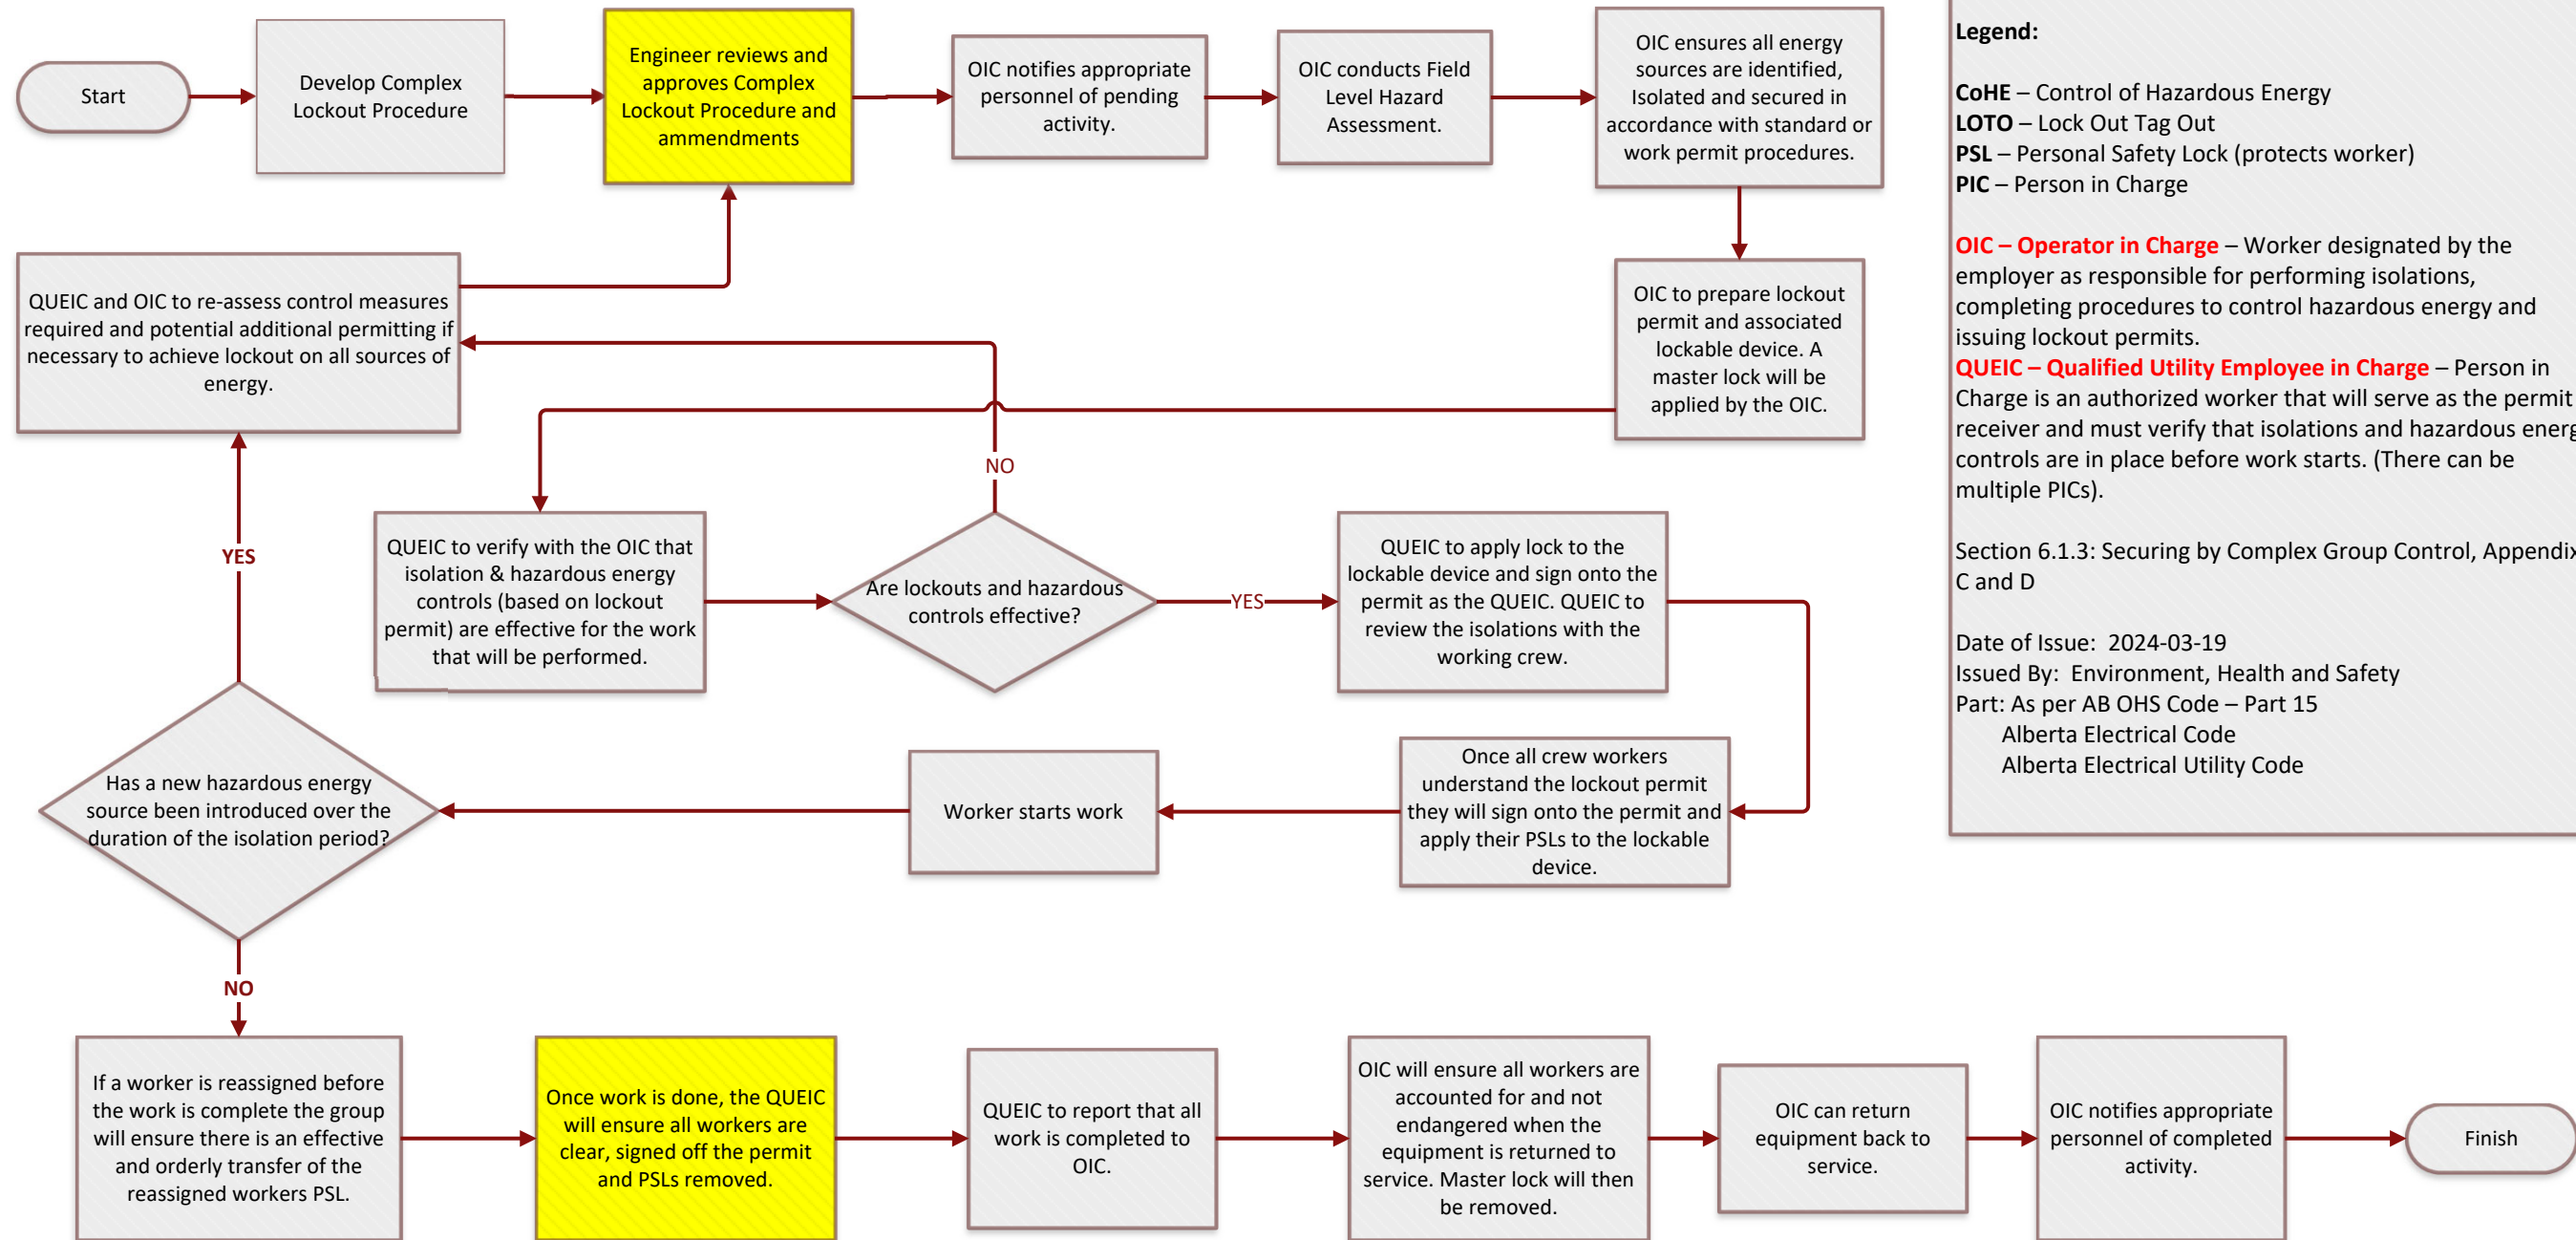 Start
Develop Complex
Lockout Procedure
Engineer reviews and
approves Complex
Lockout Procedure and
ammendments
OIC notifies appropriate
personnel of pending
activity.
OIC conducts Field
Level Hazard
Assessment.
OIC ensures all energy
sources are identified,
Isolated and secured in
accordance with standard or
work permit procedures.
OIC to prepare lockout
permit and associated
lockable device. A
master lock will be
applied by the OIC.
QUEIC and OIC to re-assess control measures
required and potential additional permitting if
necessary to achieve lockout on all sources of
energy.
NO
YES
QUEIC to verify with the OIC that
isolation & hazardous energy
controls (based on lockout
permit) are effective for the work
that will be performed.
Are lockouts and hazardous
controls effective?
YES
QUEIC to apply lock to the
lockable device and sign onto the
permit as the QUEIC. QUEIC to
review the isolations with the
working crew.
Once all crew workers
understand the lockout permit
they will sign onto the permit and
apply their PSLs to the lockable
device.
Worker starts work
Has a new hazardous energy
source been introduced over the
duration of the isolation period?
NO
If a worker is reassigned before
the work is complete the group
will ensure there is an effective
and orderly transfer of the
reassigned workers PSL.
Once work is done, the QUEIC
will ensure all workers are
clear, signed off the permit
and PSLs removed.
QUEIC to report that all
work is completed to
OIC.
OIC will ensure all workers are
accounted for and not
endangered when the
equipment is returned to
service. Master lock will then
be removed.
OIC can return
equipment back to
service.
OIC notifies appropriate
personnel of completed
activity.
Finish
Legend:
CoHE – Control of Hazardous Energy
LOTO – Lock Out Tag Out
PSL – Personal Safety Lock (protects worker)
PIC – Person in Charge
OIC – Operator in Charge – Worker designated by the
employer as responsible for performing isolations,
completing procedures to control hazardous energy and
issuing lockout permits.
QUEIC – Qualified Utility Employee in Charge – Person in
Charge is an authorized worker that will serve as the permit
receiver and must verify that isolations and hazardous energ
controls are in place before work starts. (There can be
multiple PICs).
Section 6.1.3: Securing by Complex Group Control, Appendix
C and D
Date of Issue: 2024-03-19
Issued By: Environment, Health and Safety
Part: As per AB OHS Code – Part 15
Alberta Electrical Code
Alberta Electrical Utility Code